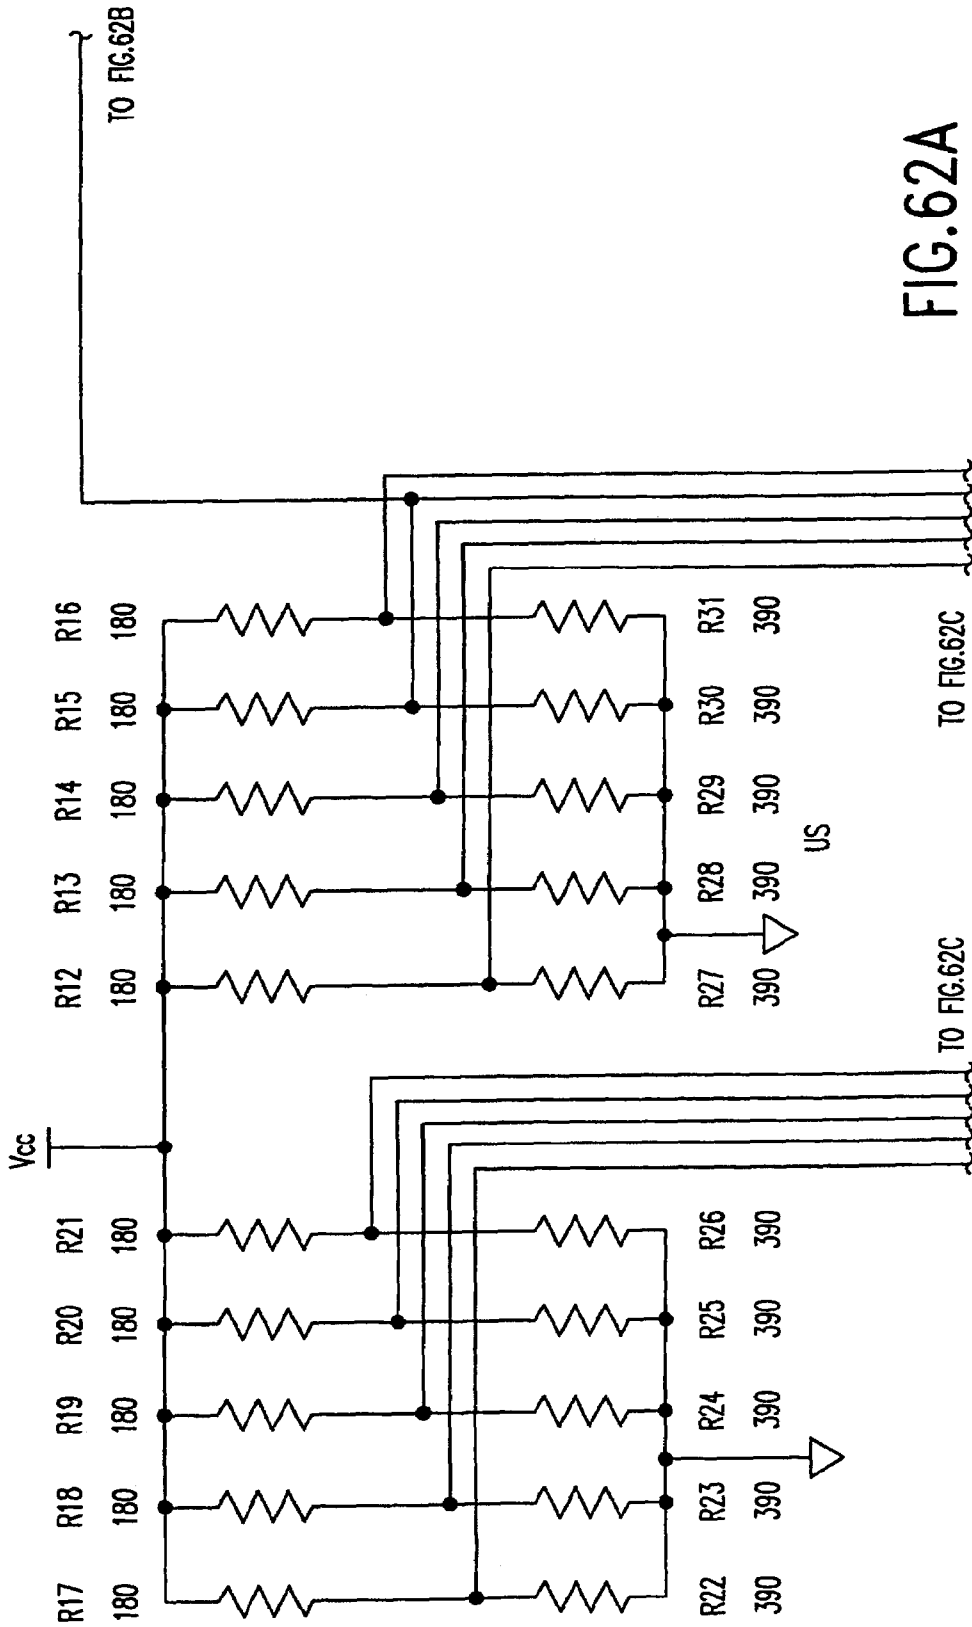 TO FIG.62B
Vcc
R17 R18 R19 R20 R21 R12 R13 R14 R15 R16
180 180 180 180 180 180 180 180 180 180
R22 R23 R24 R25 R26 R27 R28 R29 R30 R31
390 390 390 390 390 390 390 390 390 390
US
TO FIG.62C
TO FIG.62C
FIG.62A